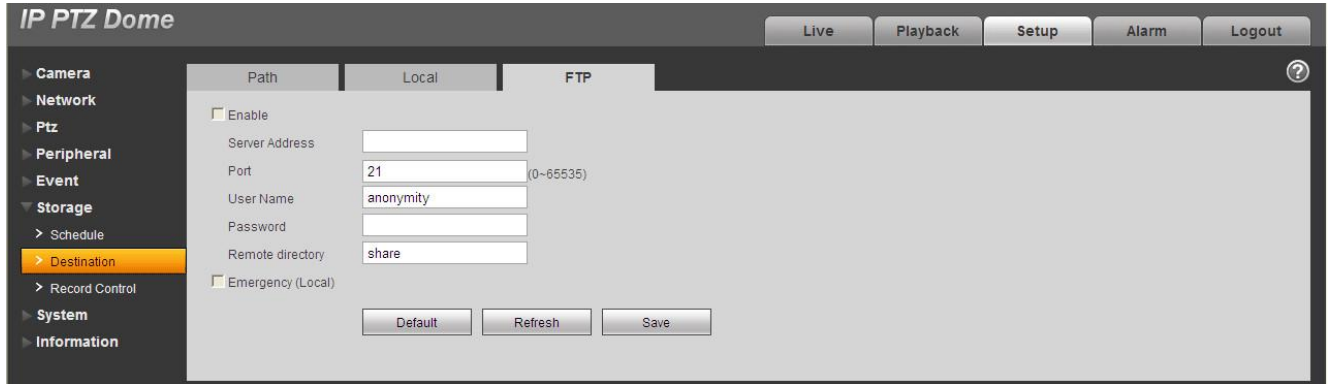 IP PTZ Dome
Live Playback Setup Alarm Logout
Camera
Network
Ptz
Peripheral
Event
Storage
> Schedule
> Destination
> Record Control
System
Information
Path Local FTP
?
Enable
Server Address
Port 21 (0~65535)
User Name anonymity
Password
Remote directory share
Emergency (Local)
Default Refresh Save